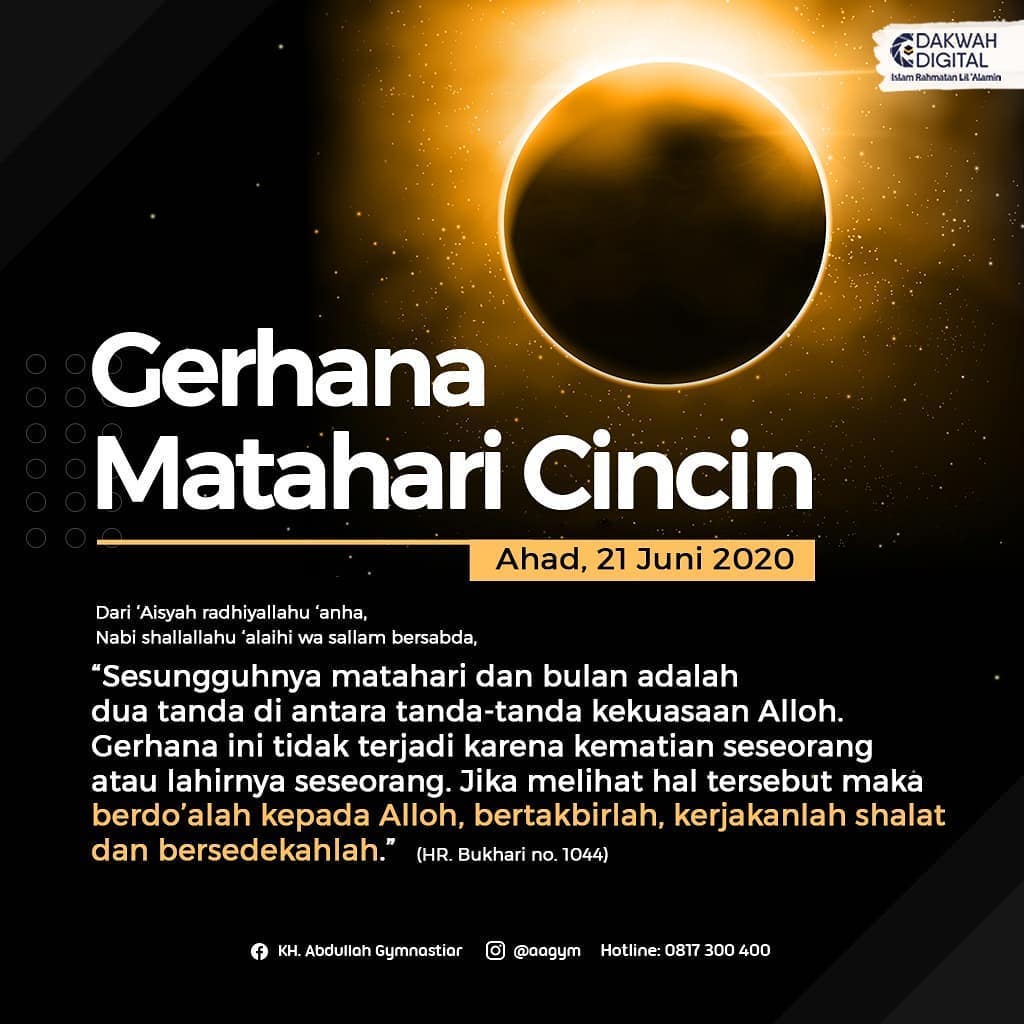 DAKWAH
DIGITAL
Islam Rahmatan Lil 'Alamin
Gerhana
Matahari Cincin
Ahad, 21 Juni 2020
Dari ‘Aisyah radhiyallahu ‘anha,
Nabi shallallahu ‘alaihi wa sallam bersabda,
“Sesungguhnya matahari dan bulan adalah
dua tanda di antara tanda-tanda kekuasaan Alloh.
Gerhana ini tidak terjadi karena kematian seseorang
atau lahirnya seseorang. Jika melihat hal tersebut maka
berdo’alah kepada Alloh, bertakbirlah, kerjakanlah shalat
dan bersedekahlah.” (HR. Bukhari no. 1044)
KH. Abdullah Gymnastiar @aagym Hotline: 0817 300 400